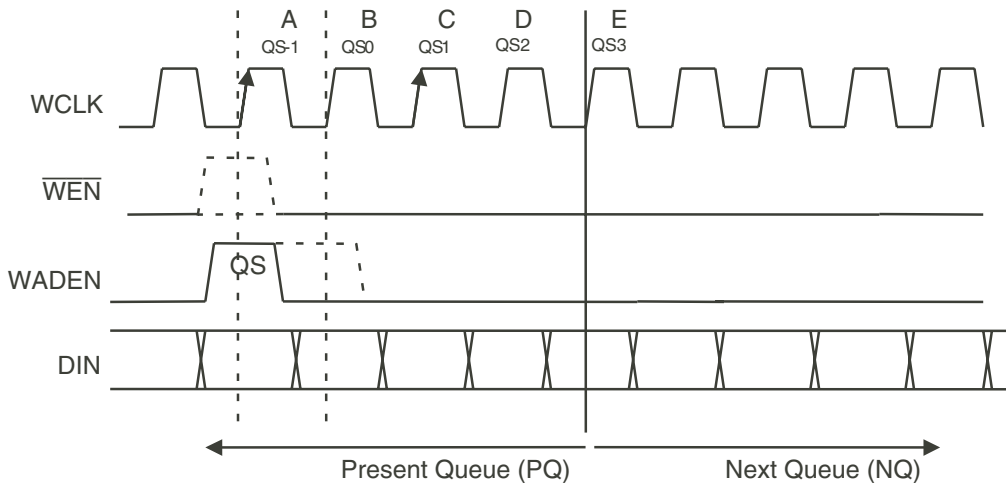 A B C D E
QS-1 QS0 QS1 QS2 QS3
WCLK
WEN
WADEN
QS
DIN
Present Queue (PQ) Next Queue (NQ)